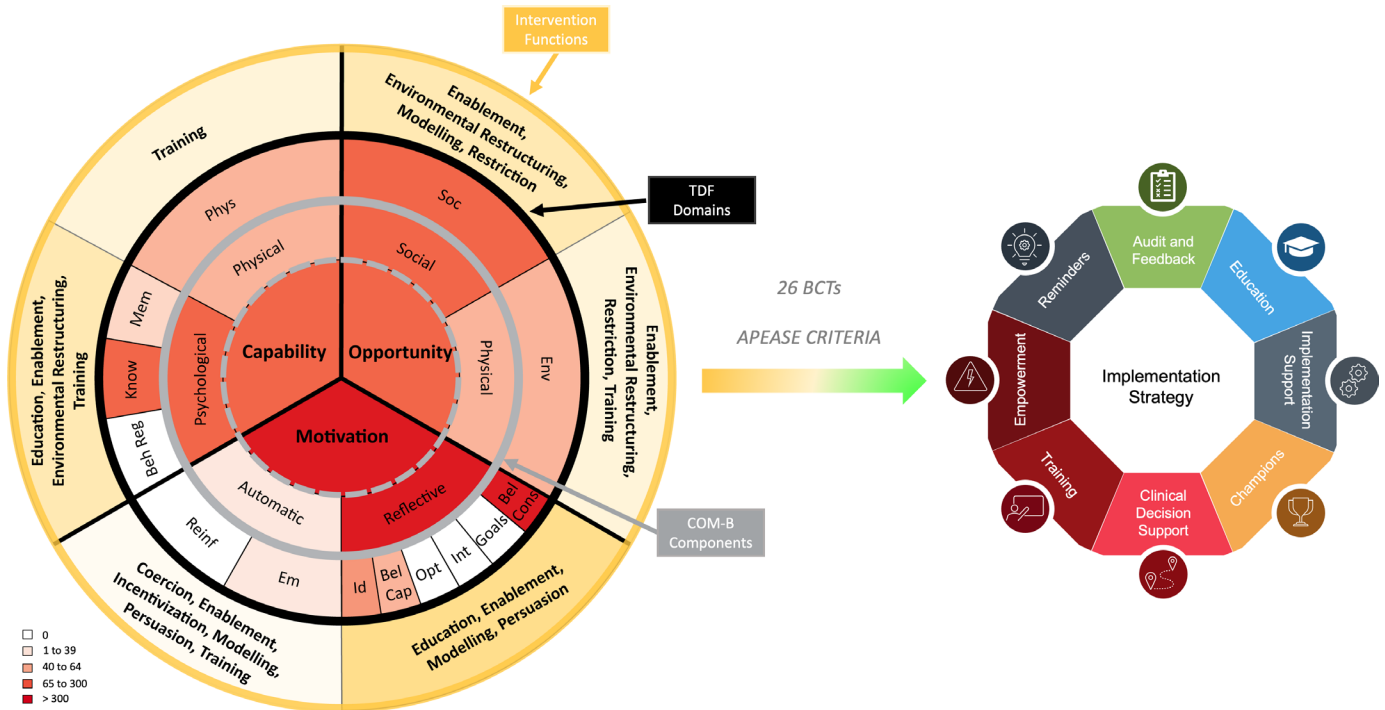 Intervention
Functions
Training
Enablement,
Environmental Restructuring,
Modelling, Restriction
TDF
Domains
Phys
Soc
Physical
Social
Mem
Know
Beh Reg
Psychological
Capability
Opportunity
Physical
Env
Education, Enablement,
Environmental Restructuring,
Training
Enablement,
Environmental Restructuring,
Restriction, Training
Motivation
Automatic
Reflective
Reinf
Em
Id
Bel
Cap
Opt
Int
Goals
Bel
Cons
COM-B
Components
Coercion, Enablement,
Incentivization, Modelling,
Persuasion, Training
Education, Enablement,
Modelling, Persuasion
0
1 to 39
40 to 64
65 to 300
> 300
26 BCTs
APEASE CRITERIA
Audit and
Feedback
Education
Implementation
Support
Champions
Clinical
Decision
Support
Training
Empowerment
Reminders
Implementation
Strategy